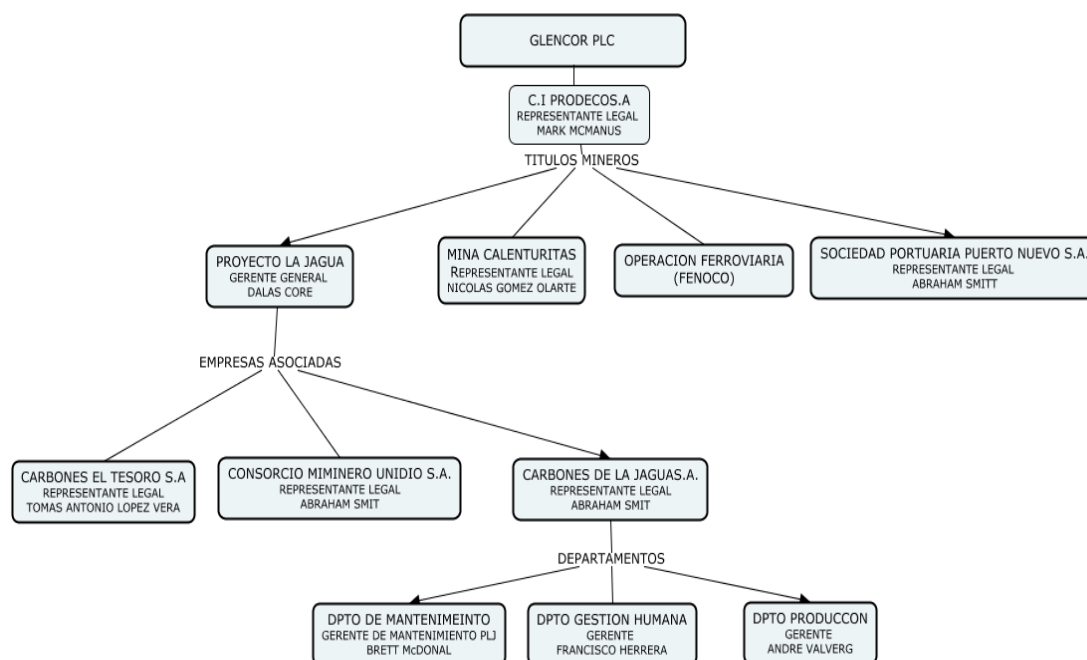 GLENCOR PLC
C.I PRODECOS.A
REPRESENTANTE LEGAL
MARK MCMANUS
TITULOS MINEROS
PROYECTO LA JAGUA
GERENTE GENERAL
DALAS CORE
MINA CALENTURITAS
REPRESENTANTE LEGAL
NICOLAS GOMEZ OLARTE
OPERACION FERROVIARIA
(FENOCO)
SOCIEDAD PORTUARIA PUERTO NUEVO S.A.
REPRESENTANTE LEGAL
ABRAHAM SMITT
EMPRESAS ASOCIADAS
CARBONES EL TESORO S.A
REPRESENTANTE LEGAL
TOMAS ANTONIO LOPEZ VERA
CONSORCIO MIMINERO UNIDIO S.A.
REPRESENTANTE LEGAL
ABRAHAM SMIT
CARBONES DE LA JAGUAS.A.
REPRESENTANTE LEGAL
ABRAHAM SMIT
DEPARTAMENTOS
DPTO DE MANTENIMEINTO
GERENTE DE MANTENIMIENTO PLJ
BRETT McDONAL
DPTO GESTION HUMANA
GERENTE
FRANCISCO HERRERA
DPTO PRODUCCON
GERENTE
ANDRE VALVERG